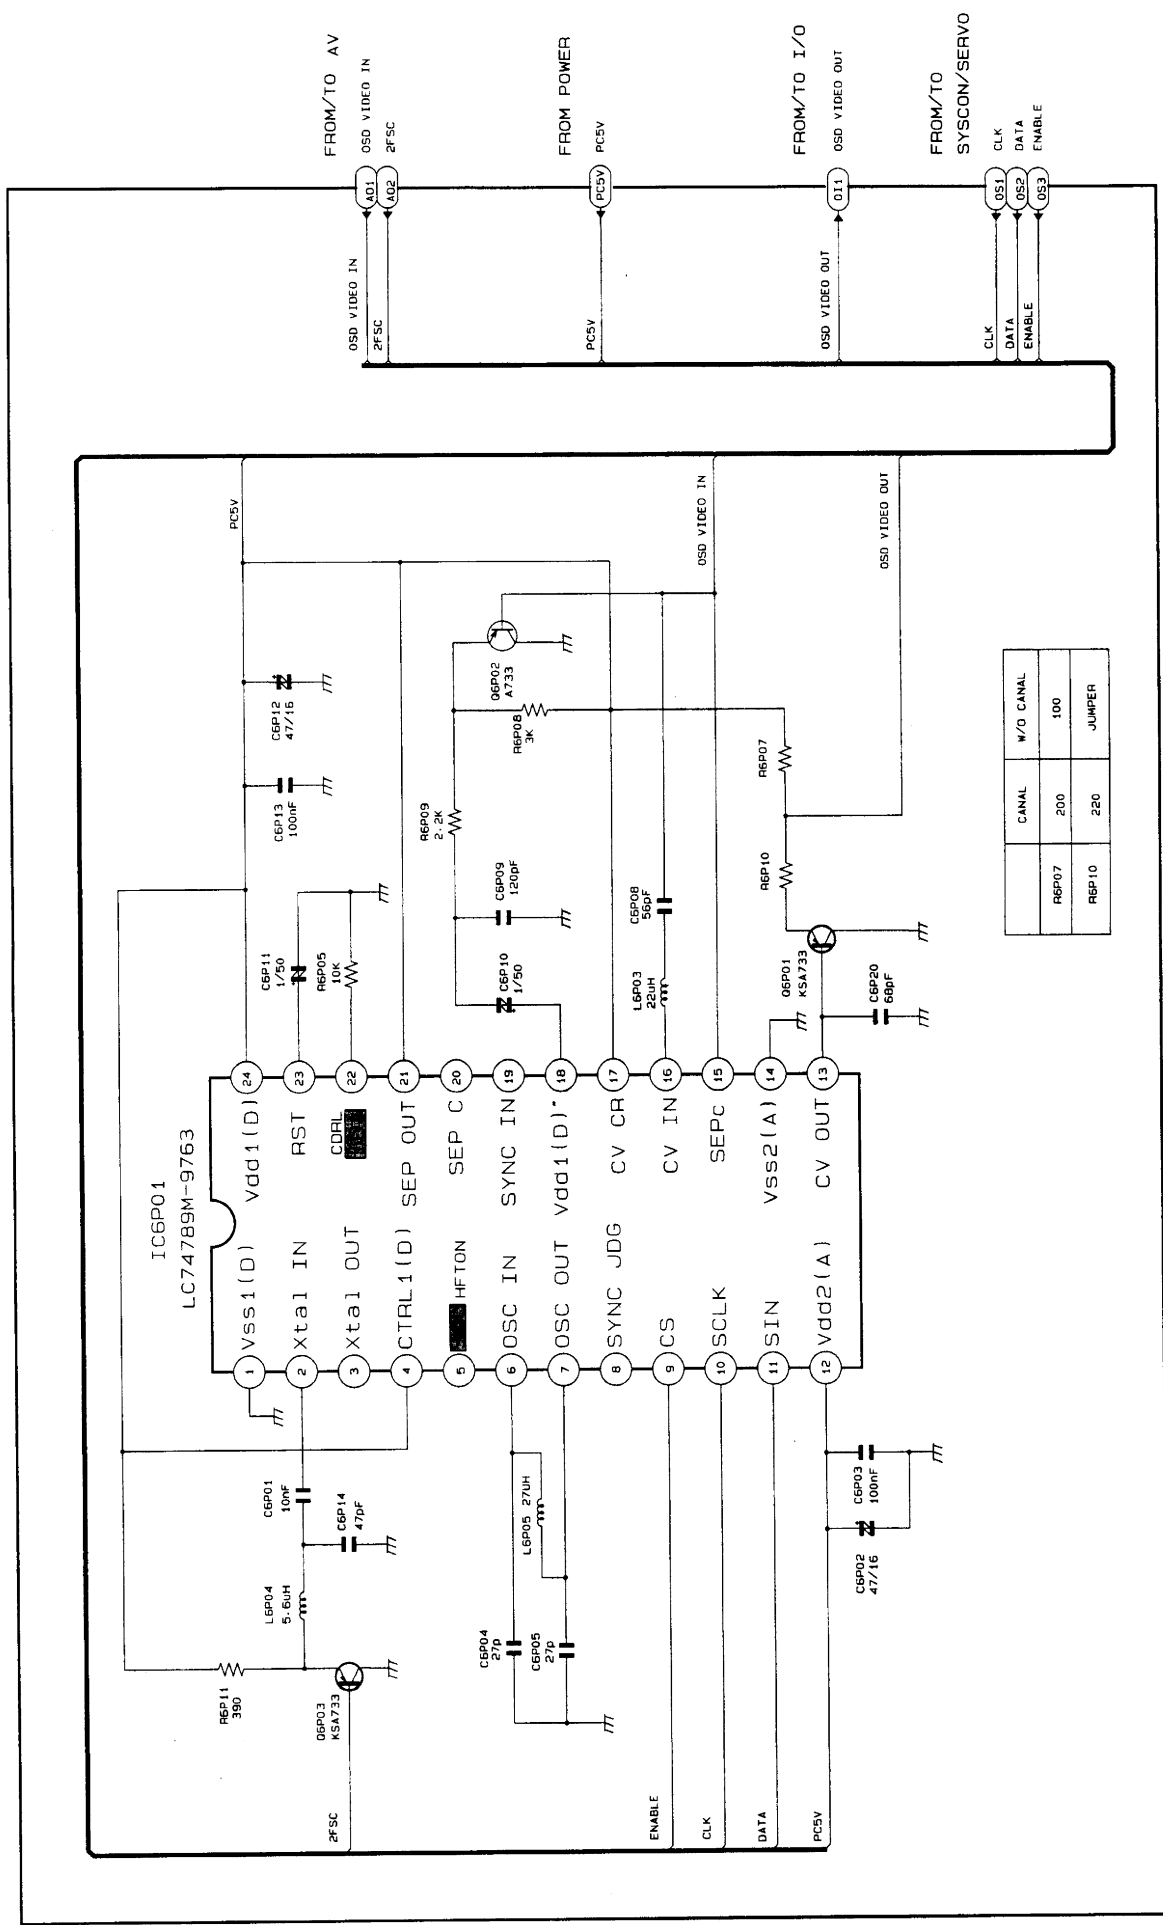 FROM/TO AV
OSD VIDEO IN
2FSC
AO1
AO2
OSD VIDEO IN
2FSC
FROM POWER
PC5V
PC5V
PC5V
FROM/TO I/O
OSD VIDEO OUT
OI1
OSD VIDEO OUT
FROM/TO
SYSCON/SERVO
CLK
DATA
ENABLE
OS1
OS2
OS3
CLK
DATA
ENABLE
PC5V
OSD VIDEO IN
OSD VIDEO OUT
C6P12
47/16
C6P13
100nF
C6P11
1/50
R6P05
10K
Q6P02
A733
R6P08
3K
R6P09
2.2K
C6P09
120pF
C6P10
1/50
C6P08
56pF
L6P03
22uH
R6P07
R6P10
Q6P01
KSA733
C6P20
68pF
CANAL
W/O CANAL
R6P07
200
100
R6P10
220
JUMPER
IC6P01
LC74789M-9763
24
23
22
21
20
19
18
17
16
15
14
13
Vdd1(D)
RST
CDRL
SEP OUT
SEP C
SYNC IN
Vdd1(D)*
CV CR
CV IN
SEPc
Vss2(A)
CV OUT
Vss1(D)
Xtal IN
Xtal OUT
CTRL1(D)
HFTON
OSC IN
OSC OUT
SYNC JDG
CS
SCLK
SIN
Vdd2(A)
1
2
3
4
5
6
7
8
9
10
11
12
C6P01
10nF
C6P14
47pF
L6P04
5.6uH
R6P11
390
Q6P03
KSA733
L6P05 27UH
C6P04
27p
C6P05
27p
C6P03
100nF
C6P02
47/16
2FSC
ENABLE
CLK
DATA
PC5V